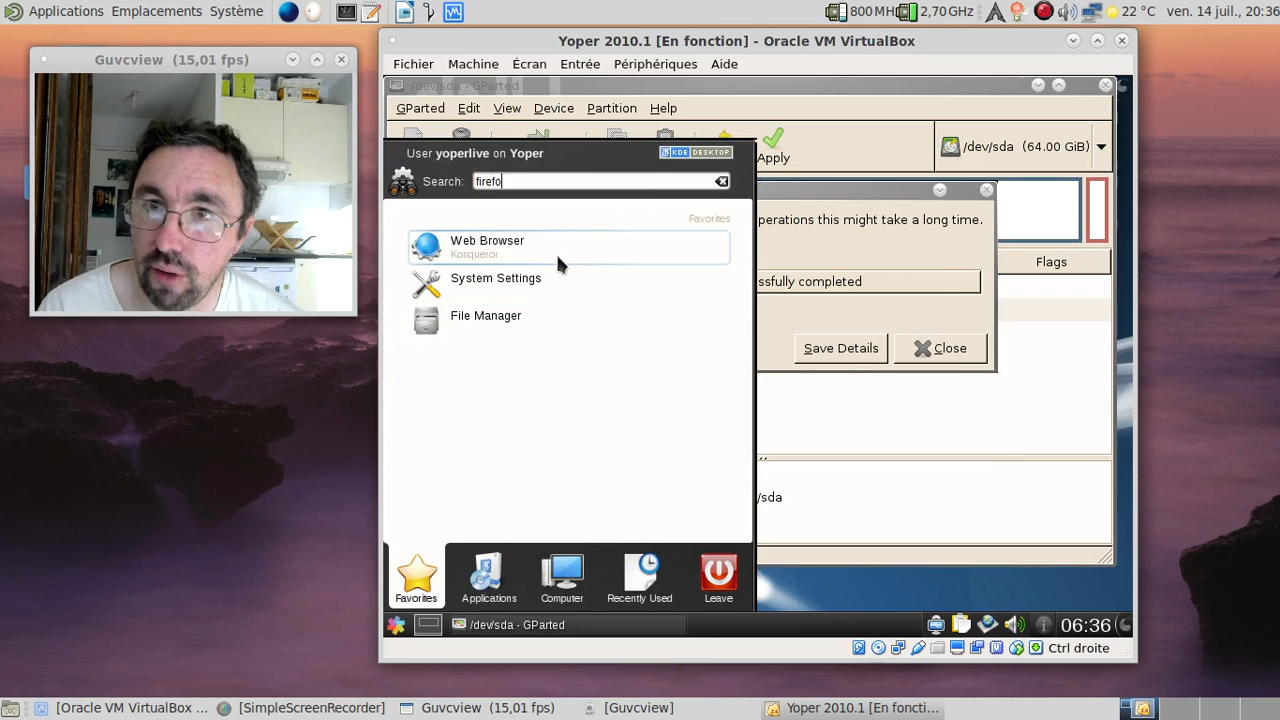 Applications Emplacements Système 800 MHz 2,70 GHz 22 °C ven. 14 juil., 20:36
Guvcview (15,01 fps)
Yoper 2010.1 [En fonction] - Oracle VM VirtualBox
Fichier Machine Écran Entrée Périphériques Aide
/dev/sda - GParted
GParted Edit View Device Partition Help
Apply
/dev/sda (64.00 GiB)
User yoperlive on Yoper KDE DESKTOP
Search: firefo
perations this might take a long time.
Favorites
Web Browser
Konqueror
Flags
System Settings
ssfully completed
File Manager
Save Details Close
/sda
Favorites Applications Computer Recently Used Leave
/dev/sda - GParted 06:36
Ctrl droite
[Oracle VM VirtualBox ... [SimpleScreenRecorder] Guvcview (15,01 fps) [Guvcview] Yoper 2010.1 [En foncti...